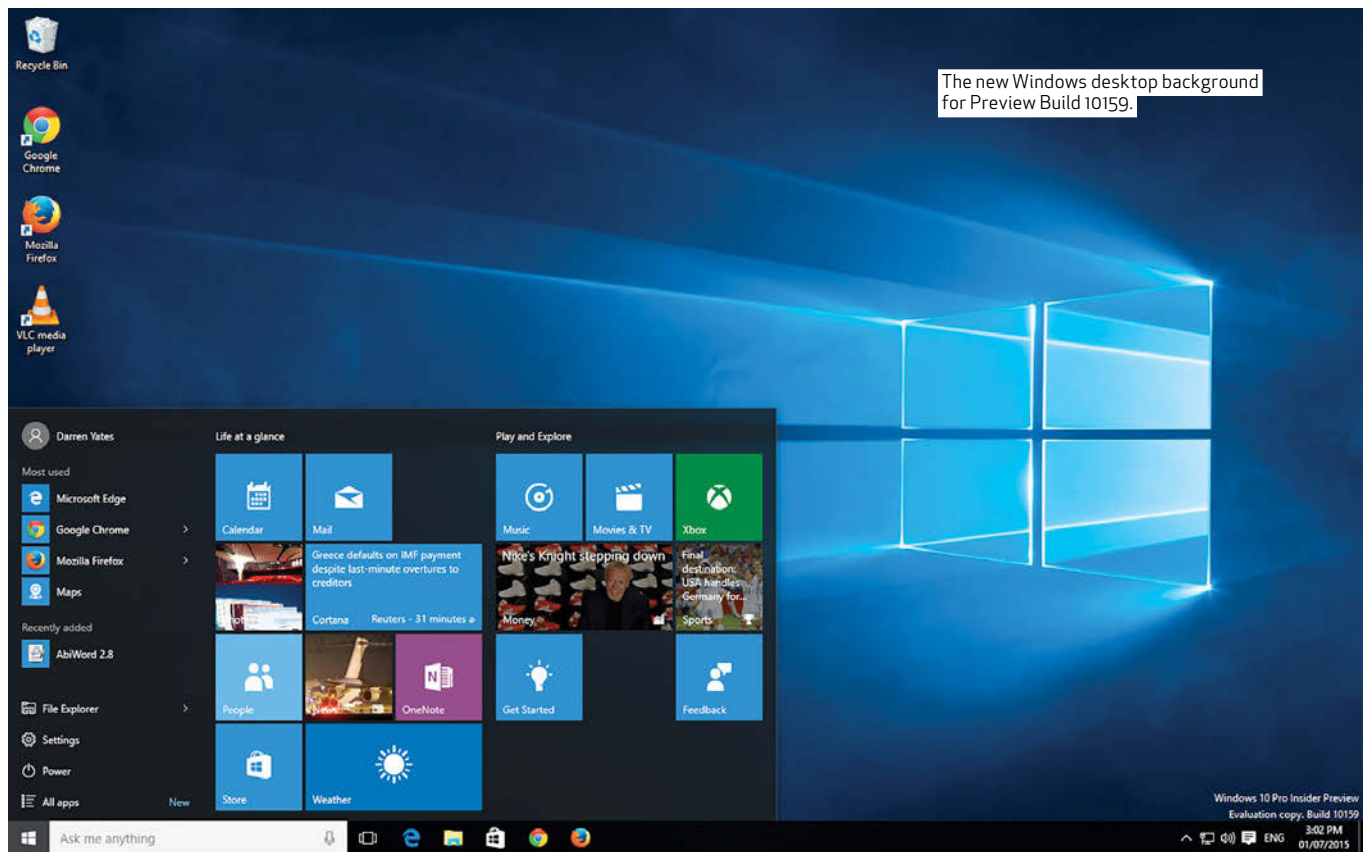 Recycle Bin
Google
Chrome
Mozilla
Firefox
VLC media
player
The new Windows desktop background
for Preview Build 10159.
Darren Yates
Most used
Microsoft Edge
Google Chrome
Mozilla Firefox
Maps
Recently added
AbiWord 2.8
File Explorer
Settings
Power
All apps
New
Life at a glance
Calendar
Mail
Greece defaults on IMF payment
despite last-minute overtures to
creditors
Cortana
Reuters - 31 minutes
People
News
OneNote
Store
Weather
Play and Explore
Music
Movies & TV
Xbox
Nike's Knight stepping down
Money
Final
destination:
USA handles
Germany for...
Sports
Get Started
Feedback
Windows 10 Pro Insider Preview
Evaluation copy. Build 10159
Ask me anything
ENG
3:02 PM
01/07/2015